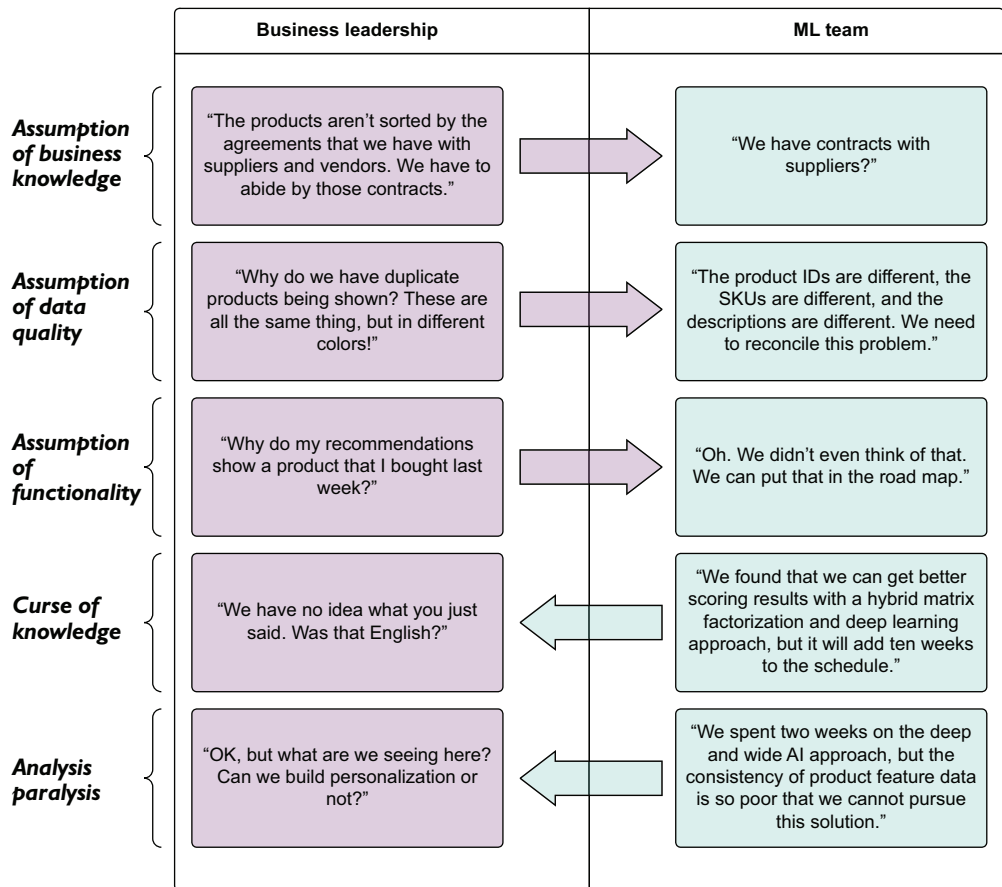 Business leadership
ML team
Assumption
of business
knowledge
“The products aren’t sorted by the
agreements that we have with
suppliers and vendors. We have to
abide by those contracts.”
“We have contracts with
suppliers?”
Assumption
of data
quality
“Why do we have duplicate
products being shown? These are
all the same thing, but in different
colors!”
“The product IDs are different, the
SKUs are different, and the
descriptions are different. We need
to reconcile this problem.”
Assumption
of
functionality
“Why do my recommendations
show a product that I bought last
week?”
“Oh. We didn’t even think of that.
We can put that in the road map.”
Curse of
knowledge
“We have no idea what you just
said. Was that English?”
“We found that we can get better
scoring results with a hybrid matrix
factorization and deep learning
approach, but it will add ten weeks
to the schedule.”
Analysis
paralysis
“OK, but what are we seeing here?
Can we build personalization or
not?”
“We spent two weeks on the deep
and wide AI approach, but the
consistency of product feature data
is so poor that we cannot pursue
this solution.”